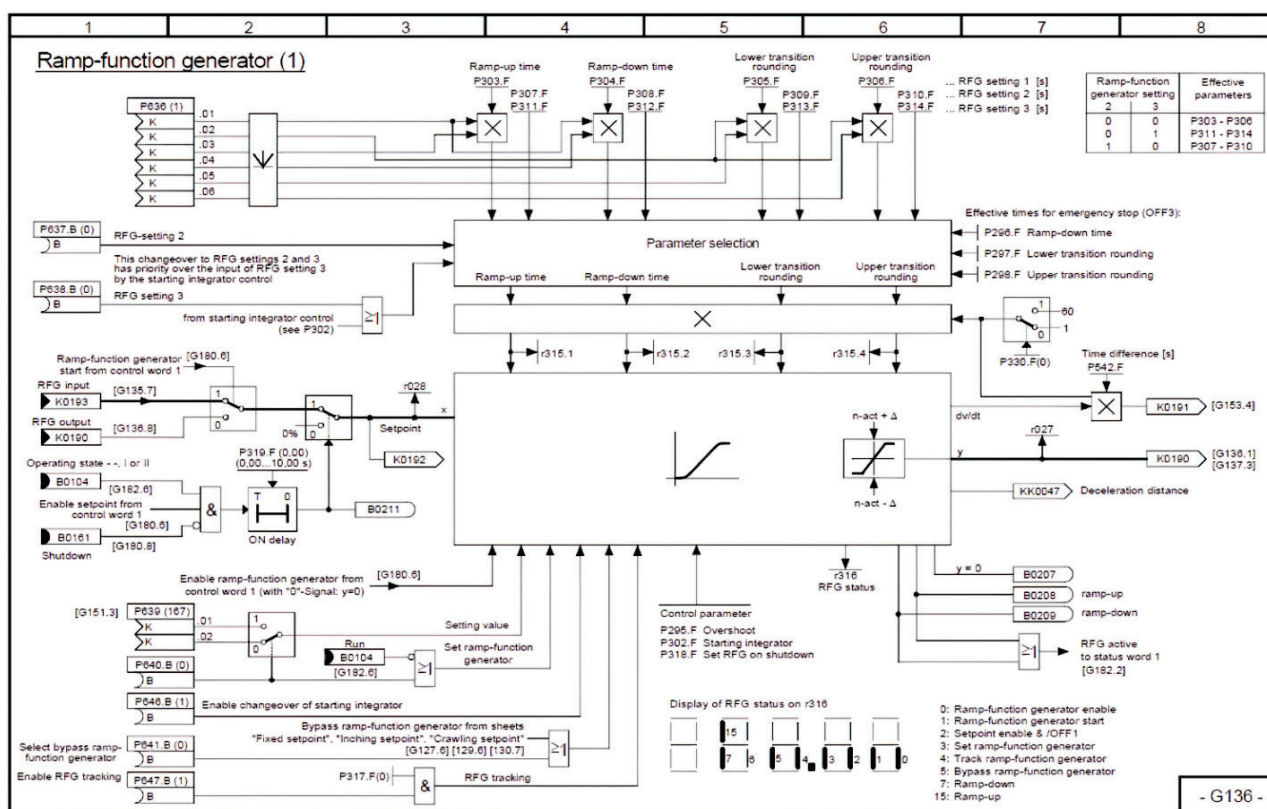 1 2 3 4 5 6 7 8
Ramp-function generator (1)
Ramp-up time
P303.F
P307.F
P311.F
Ramp-down time
P304.F
P308.F
P312.F
Lower transition
rounding
P305.F
P309.F
P313.F
Upper transition
rounding
P306.F
P310.F
P314.F
... RFG setting 1 [s]
... RFG setting 2 [s]
... RFG setting 3 [s]
Ramp-function
generator setting
Effective
parameters
2 3
0 0 P303 - P306
0 1 P311 - P314
1 0 P307 - P310
P636 (1)
K .01
K .02
K .03
K .04
K .05
K .06
P637.B (0)
B
RFG-setting 2
This changeover to RFG settings 2 and 3
has priority over the input of RFG setting 3
by the starting integrator control
P638.B (0)
B
RFG setting 3
from starting integrator control
(see P302)
≥1
Parameter selection
Ramp-up time
Ramp-down time
Lower transition
rounding
Upper transition
rounding
Effective times for emergency stop (OFF3):
P296.F Ramp-down time
P297.F Lower transition rounding
P298.F Upper transition rounding
1
60
1
0
P330.F(0)
r315.1
r315.2
r315.3
r315.4
Time difference [s]
P542.F
K0191
[G153.4]
Ramp-function generator
start from control word 1
[G180.6]
RFG input
K0193
[G135.7]
RFG output
K0190
[G136.8]
1
0
1
0%
0
r028
x
Setpoint
K0192
n-act + Δ
n-act - Δ
dv/dt
y
r027
K0190
[G136.1]
[G137.3]
KK0047
Deceleration distance
Operating state - -, I or II
B0104
[G182.6]
Enable setpoint from
control word 1
[G180.6]
B0161
[G180.8]
Shutdown
&
P319.F (0,00)
(0,00...10,00 s)
T 0
ON delay
B0211
Enable ramp-function generator from
control word 1 (with "0"-Signal: y=0)
[G180.6]
r316
RFG status
y = 0
B0207
B0208
ramp-up
B0209
ramp-down
≥1
RFG active
to status word 1
[G182.2]
Control parameter
P295.F Overshoot
P302.F Starting integrator
P318.F Set RFG on shutdown
[G151.3]
P639 (167)
K .01
K .02
1
0
Setting value
Run
B0104
[G182.6]
≥1
Set ramp-function
generator
P640.B (0)
B
P646.B (1)
B
Enable changeover of starting integrator
Bypass ramp-function generator from sheets
"Fixed setpoint", "Inching setpoint", "Crawling setpoint"
[G127.6] [129.6] [130.7]
≥1
Select bypass ramp-
function generator
P641.B (0)
B
Enable RFG tracking
P647.B (1)
B
P317.F(0)
&
RFG tracking
Display of RFG status on r316
15
7 6 5 4 3 2 1 0
0: Ramp-function generator enable
1: Ramp-function generator start
2: Setpoint enable & /OFF1
3: Set ramp-function generator
4: Track ramp-function generator
5: Bypass ramp-function generator
7: Ramp-down
15: Ramp-up
- G136 -